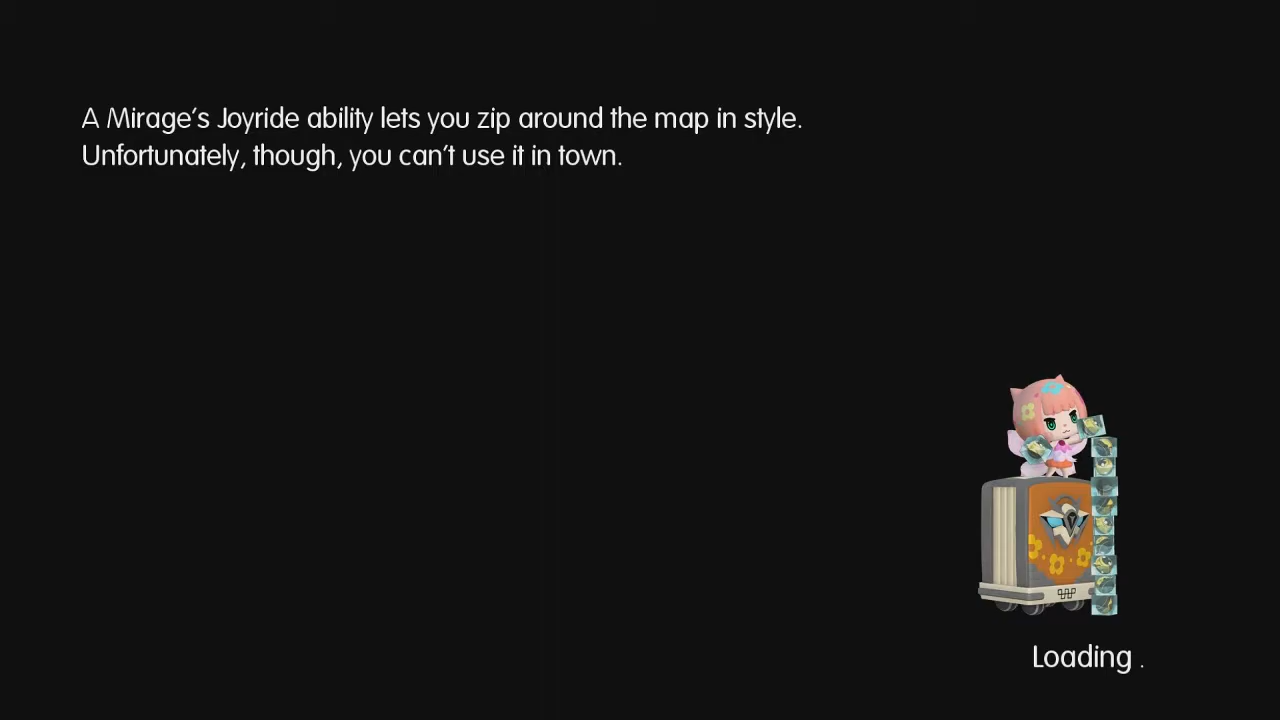 A Mirage's Joyride ability lets you zip around the map in style.
Unfortunately, though, you can't use it in town.
Loading .